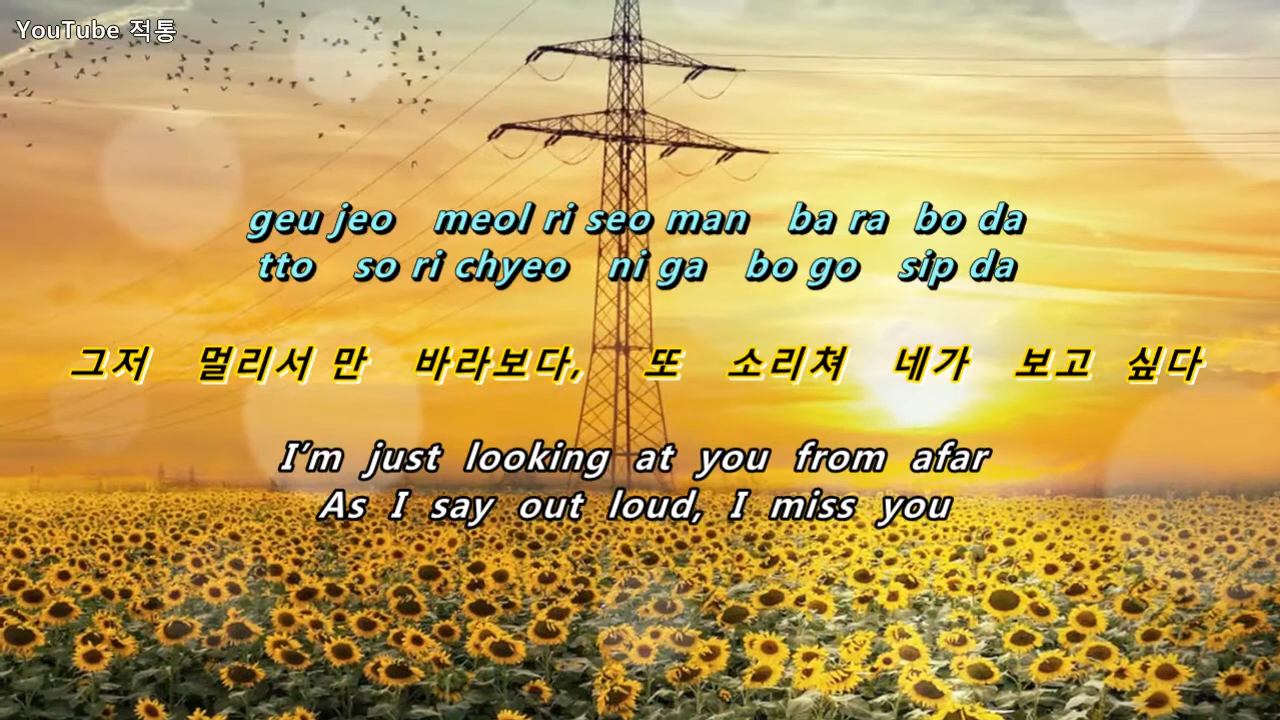 YouTube 적통
geu jeo meol ri seo man ba ra bo da
tto so ri chyeo ni ga bo go sip da
그저 멀리서 만 바라보다, 또 소리쳐 네가 보고 싶다
I'm just looking at you from afar
As I say out loud, I miss you